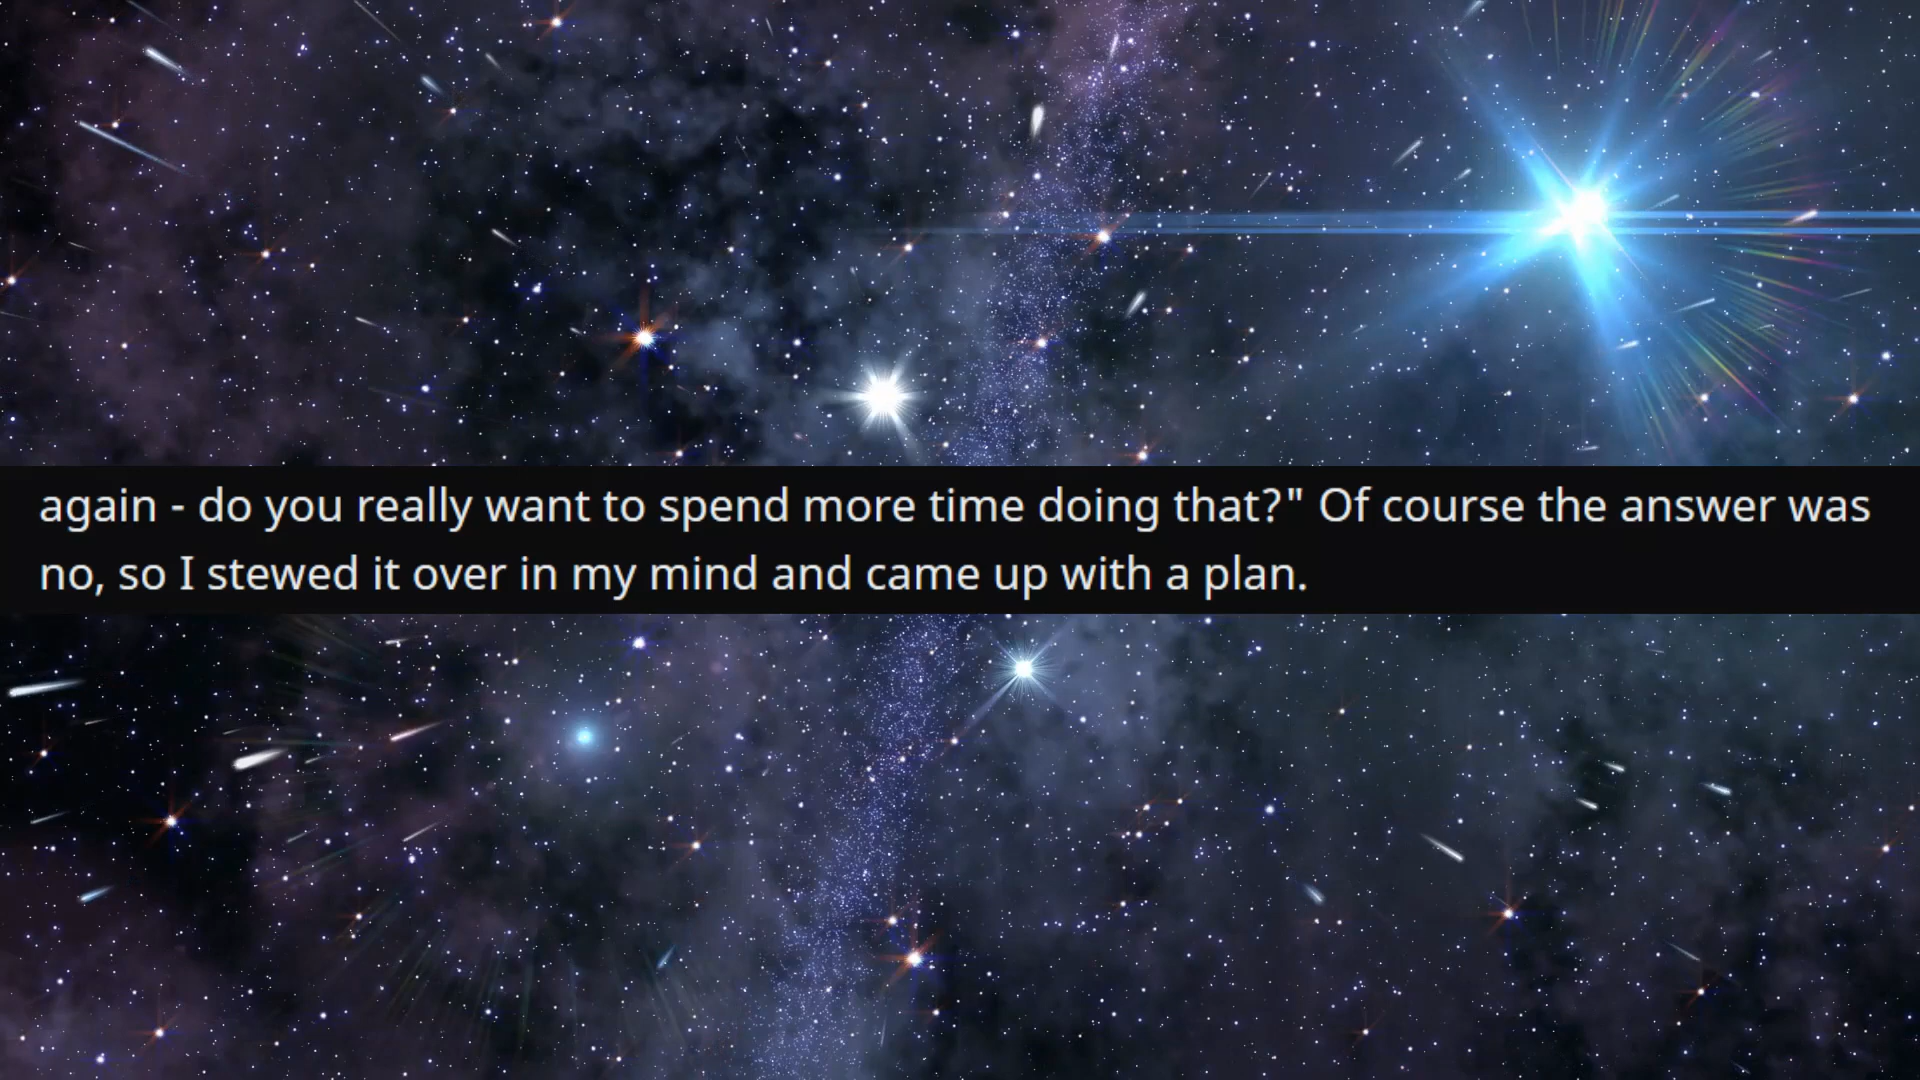 again - do you really want to spend more time doing that?" Of course the answer was
no, so I stewed it over in my mind and came up with a plan.